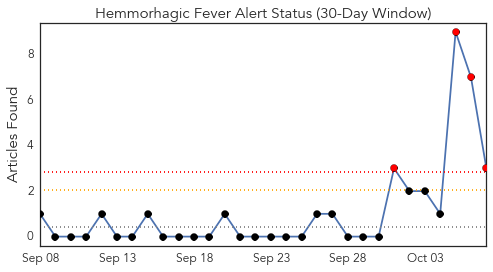 Hemmorhagic Fever Alert Status (30-Day Window)
Articles Found
8
6
4
2
0
Sep 08 Sep 13 Sep 18 Sep 23 Sep 28 Oct 03